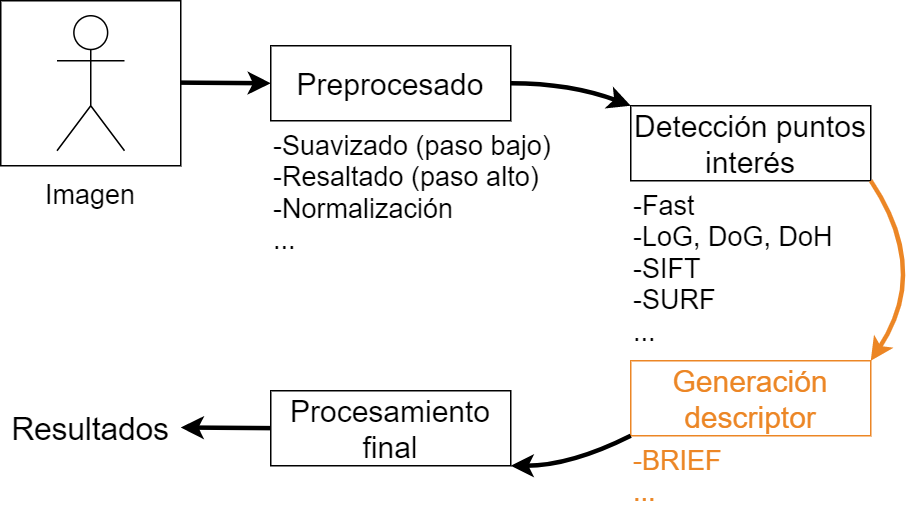 Imagen
Preprocesado
-Suavizado (paso bajo)
-Resaltado (paso alto)
-Normalización
...
Detección puntos
interés
-Fast
-LoG, DoG, DoH
-SIFT
-SURF
...
Generación
descriptor
-BRIEF
...
Procesamiento
final
Resultados